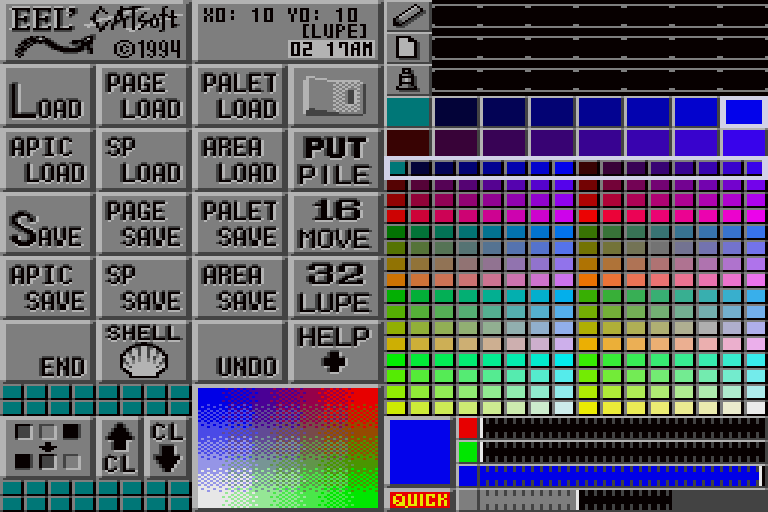 EEL' CATsoft
©1994
X0: 10 Y0: 10
[LUPE]
02 17AM
LOAD
PAGE LOAD
PALET LOAD
APIC LOAD
SP LOAD
AREA LOAD
PUT PILE
SAVE
PAGE SAVE
PALET SAVE
16 MOVE
APIC SAVE
SP SAVE
AREA SAVE
32 LUPE
END
SHELL
UNDO
HELP
CL
CL
QUICK